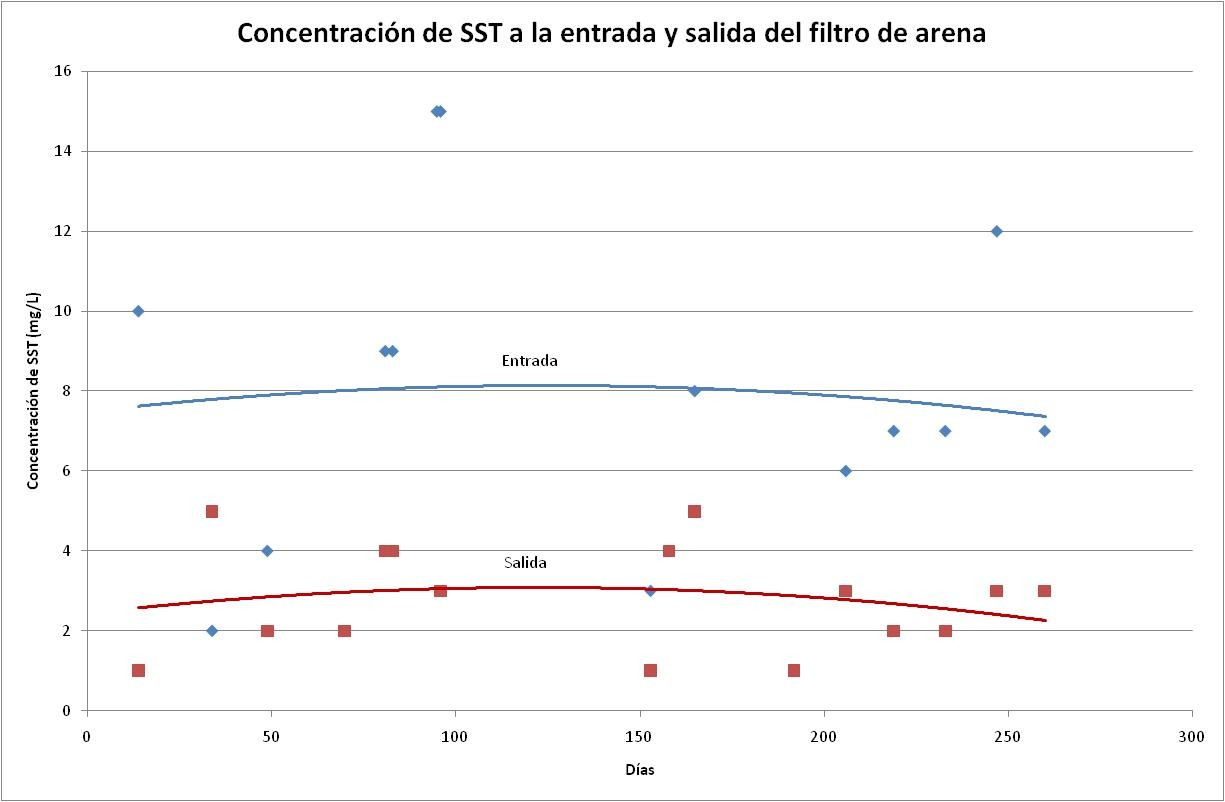 Concentración de SST a la entrada y salida del filtro de arena
16
14
12
10
8
6
4
2
0
Concentración de SST (mg/L)
Entrada
Salida
0 50 100 150 200 250 300
Días